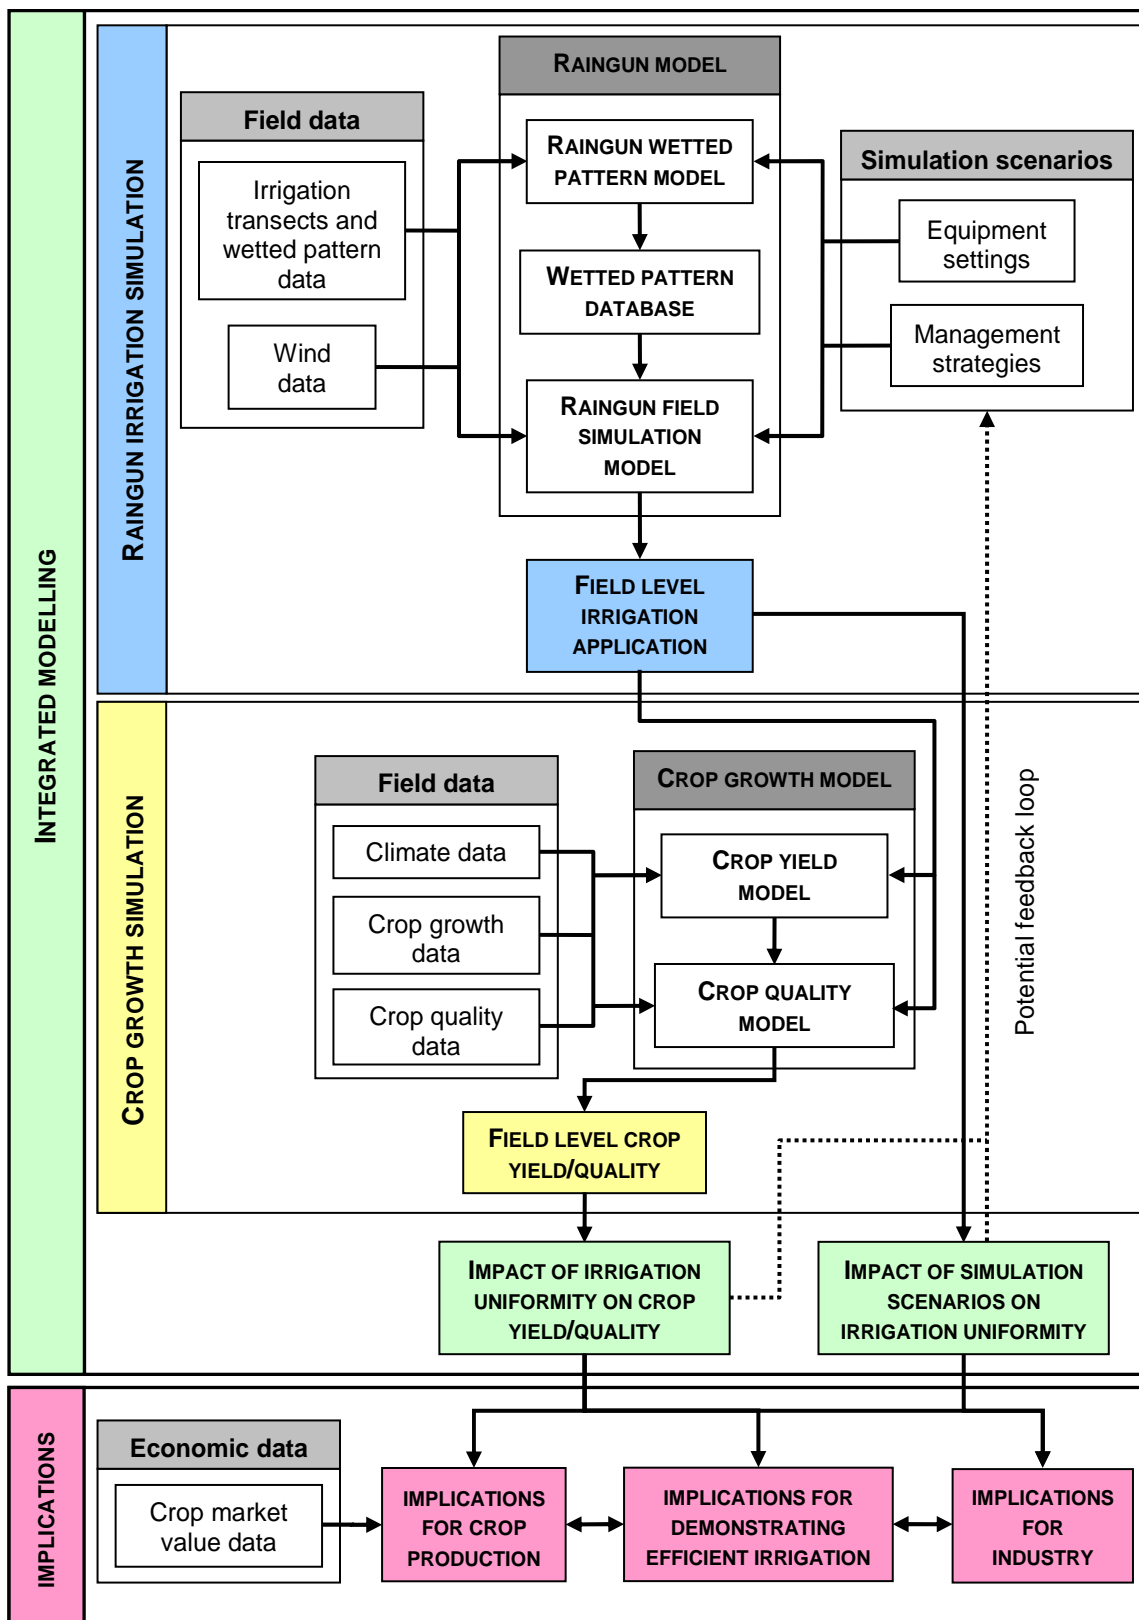 INTEGRATED MODELLING
RAINGUN IRRIGATION SIMULATION
RAINGUN MODEL
Field data
Irrigation
transects and
wetted pattern
data
Wind
data
RAINGUN WETTED
PATTERN MODEL
WETTED PATTERN
DATABASE
RAINGUN FIELD
SIMULATION
MODEL
Simulation scenarios
Equipment
settings
Management
strategies
FIELD LEVEL
IRRIGATION
APPLICATION
CROP GROWTH SIMULATION
Field data
Climate data
Crop growth
data
Crop quality
data
CROP GROWTH MODEL
CROP YIELD
MODEL
CROP QUALITY
MODEL
Potential feedback loop
FIELD LEVEL CROP
YIELD/QUALITY
IMPACT OF IRRIGATION
UNIFORMITY ON CROP
YIELD/QUALITY
IMPACT OF SIMULATION
SCENARIOS ON
IRRIGATION UNIFORMITY
IMPLICATIONS
Economic data
Crop market
value data
IMPLICATIONS
FOR CROP
PRODUCTION
IMPLICATIONS FOR
DEMONSTRATING
EFFICIENT IRRIGATION
IMPLICATIONS
FOR
INDUSTRY